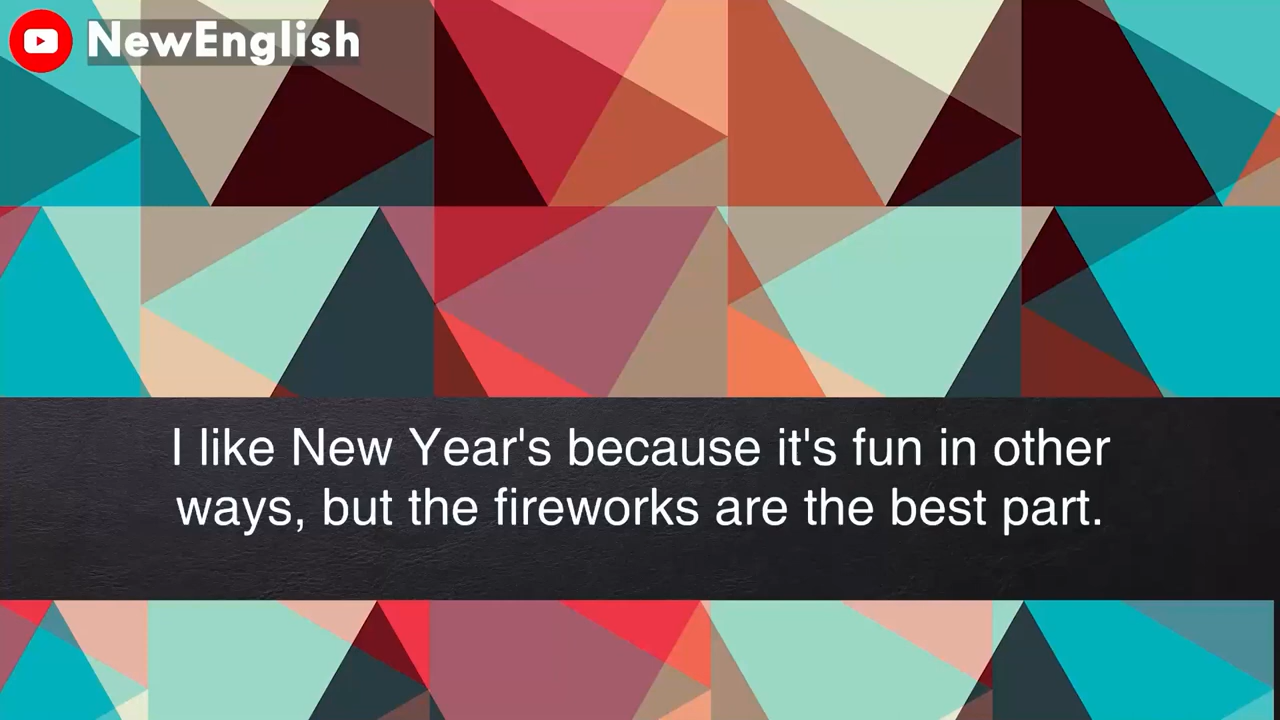 NewEnglish
I like New Year's because it's fun in other
ways, but the fireworks are the best part.